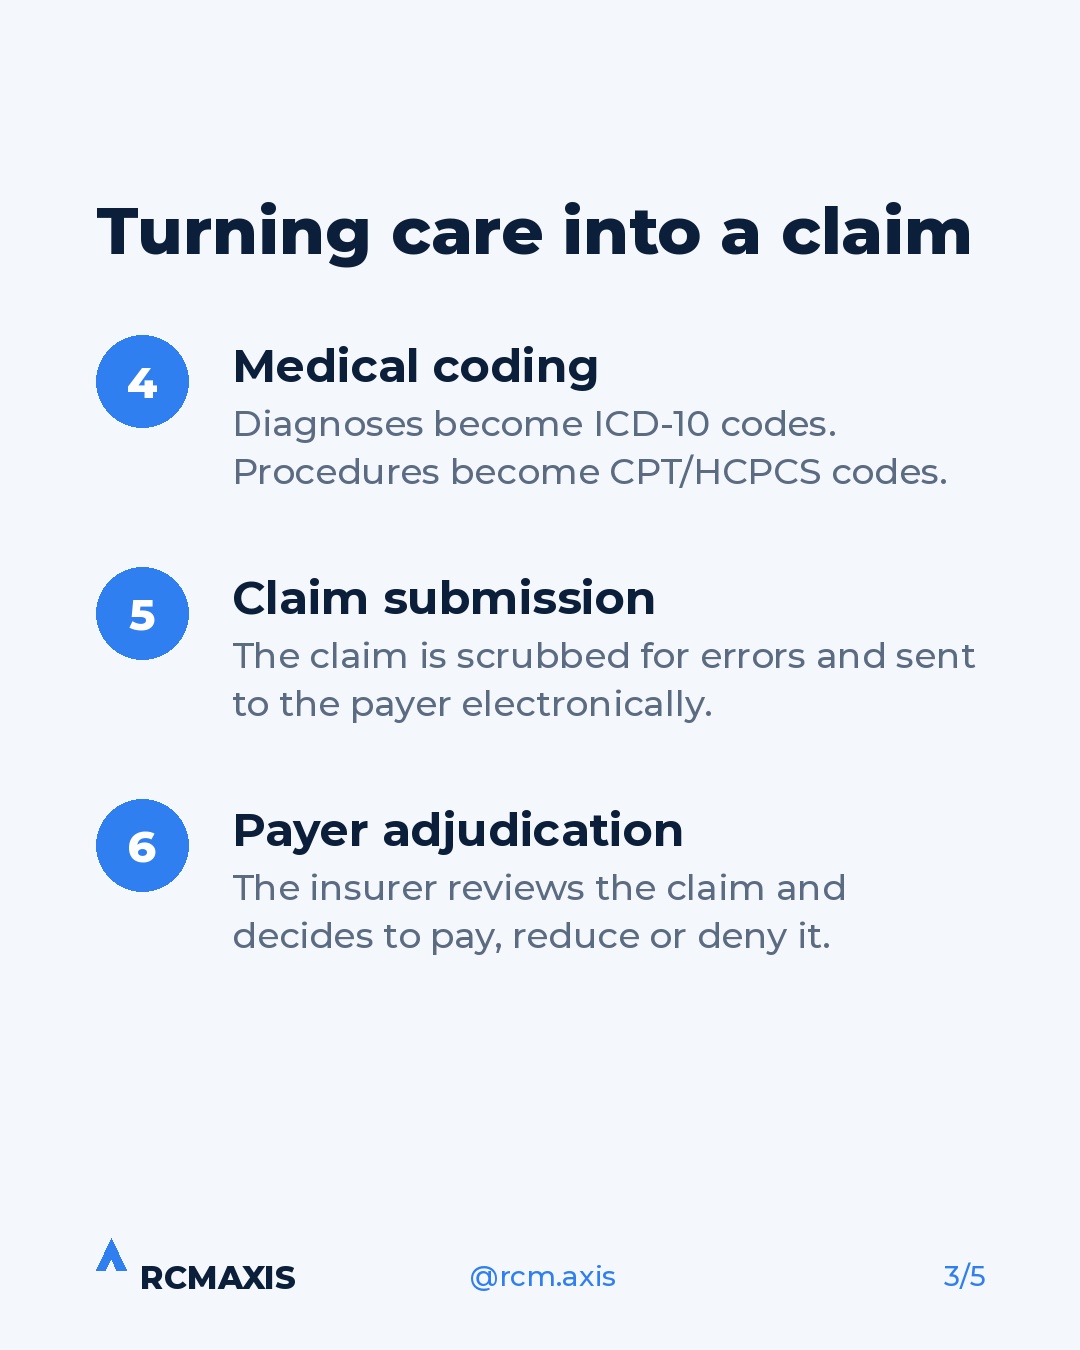 Turning care into a claim
4
Medical coding
Diagnoses become ICD-10 codes.
Procedures become CPT/HCPCS codes.
5
Claim submission
The claim is scrubbed for errors and sent
to the payer electronically.
6
Payer adjudication
The insurer reviews the claim and
decides to pay, reduce or deny it.
RCMAXIS
@rcm.axis
3/5